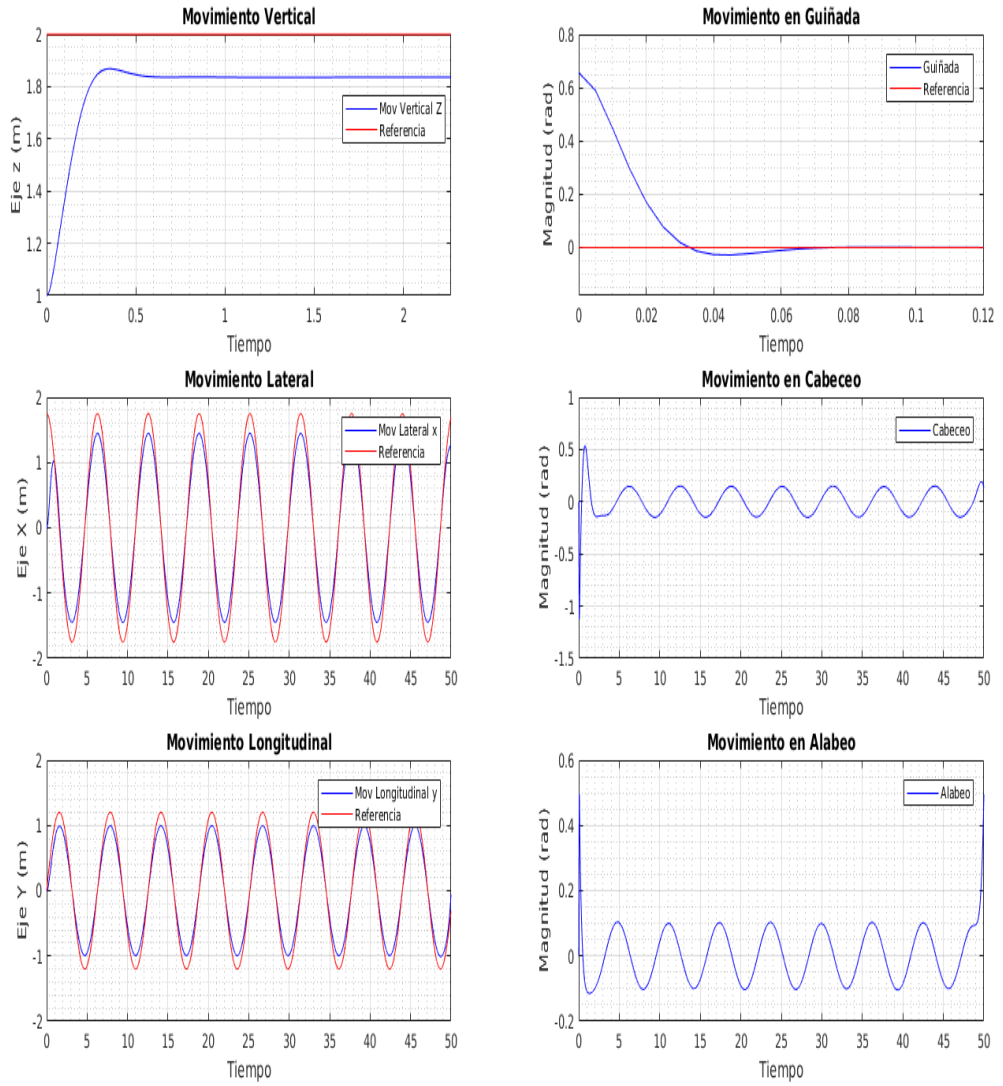 Movimiento Vertical
2
1.8
1.6
1.4
1.2
1
Eje z (m)
Mov Vertical Z
Referencia
0 0.5 1 1.5 2
Tiempo
Movimiento en Guiñada
0.8
0.6
0.4
0.2
0
Magnitud (rad)
Guiñada
Referencia
0 0.02 0.04 0.06 0.08 0.1 0.12
Tiempo
Movimiento Lateral
2
1
0
-1
-2
Eje X (m)
Mov Lateral x
Referencia
0 5 10 15 20 25 30 35 40 45 50
Tiempo
Movimiento en Cabeceo
1
0.5
0
-0.5
-1
-1.5
Magnitud (rad)
Cabeceo
0 5 10 15 20 25 30 35 40 45 50
Tiempo
Movimiento Longitudinal
2
1
0
-1
-2
Eje Y (m)
Mov Longitudinal y
Referencia
0 5 10 15 20 25 30 35 40 45 50
Tiempo
Movimiento en Alabeo
0.6
0.4
0.2
0
-0.2
Magnitud (rad)
Alabeo
0 5 10 15 20 25 30 35 40 45 50
Tiempo